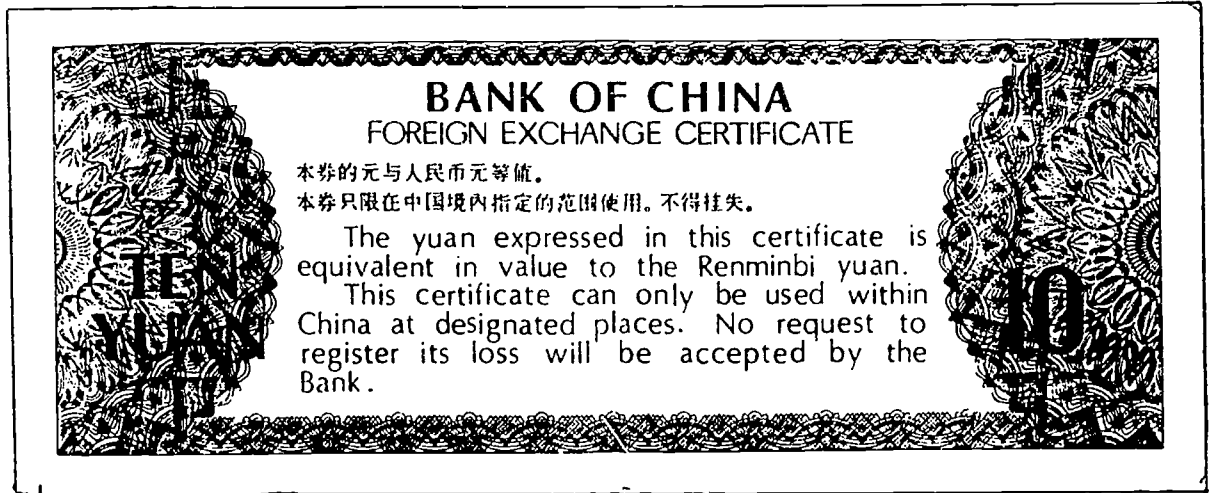 BANK OF CHINA
FOREIGN EXCHANGE CERTIFICATE
本券的元与人民币元等值。
本券只限在中国境内指定的范围使用。不得挂失。
The yuan expressed in this certificate is
equivalent in value to the Renminbi yuan.
This certificate can only be used within
China at designated places. No request to
register its loss will be accepted by the
Bank.
TEN
YUAN
10